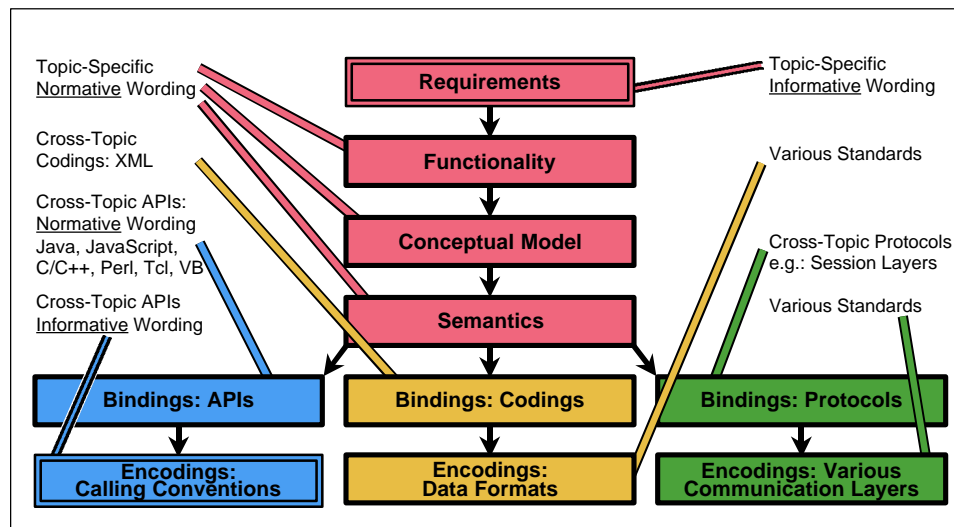 Topic-Specific
Normative Wording
Requirements
Topic-Specific
Informative Wording
Cross-Topic
Codings: XML
Functionality
Various Standards
Cross-Topic APIs:
Normative Wording
Java, JavaScript,
C/C++, Perl, Tcl, VB
Conceptual Model
Cross-Topic Protocols
e.g.: Session Layers
Cross-Topic APIs
Informative Wording
Semantics
Various Standards
Bindings: APIs
Bindings: Codings
Bindings: Protocols
Encodings:
Calling Conventions
Encodings:
Data Formats
Encodings: Various
Communication Layers